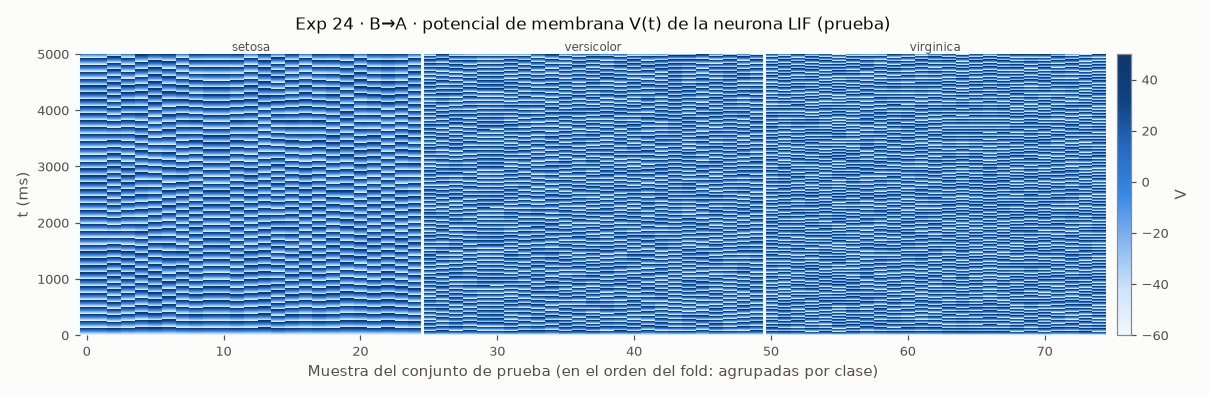 Exp 24 · B→A · potencial de membrana V(t) de la neurona LIF (prueba)
setosa versicolor virginica
5000
4000
3000
2000
1000
0
t (ms)
0 10 20 30 40 50 60 70
Muestra del conjunto de prueba (en el orden del fold: agrupadas por clase)
40
20
0
−20
−40
−60
V